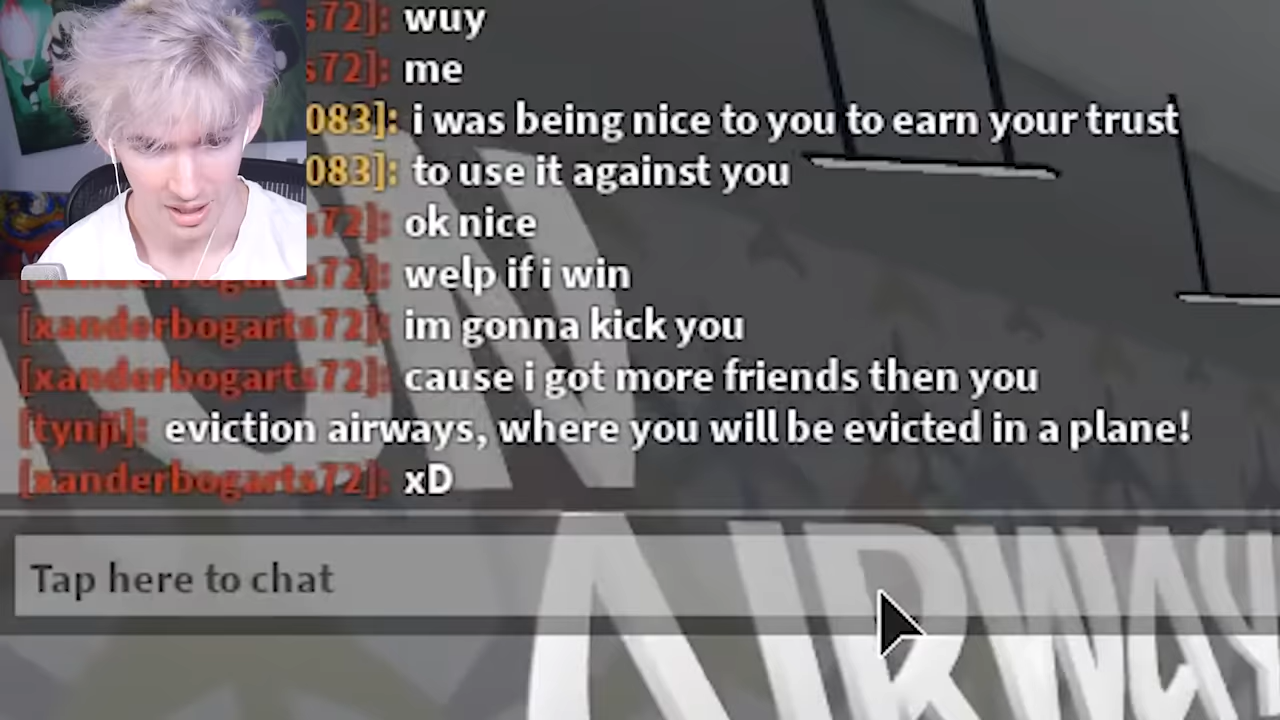 s72]: wuy
s72]: me
083]: i was being nice to you to earn your trust
083]: to use it against you
s72]: ok nice
[xanderbogarts72]: welp if i win
[xanderbogarts72]: im gonna kick you
[xanderbogarts72]: cause i got more friends then you
[tynji]: eviction airways, where you will be evicted in a plane!
[xanderbogarts72]: xD
Tap here to chat
AIRWAY